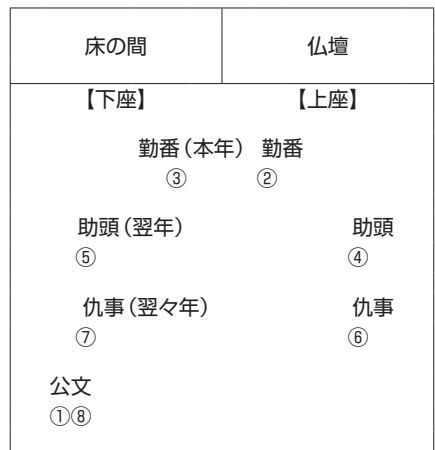 床の間 仏壇
【下座】 【上座】
勤番(本年) 勤番
③ ②
助頭(翌年) 助頭
⑤ ④
仇事(翌々年) 仇事
⑦ ⑥
公文
①⑧